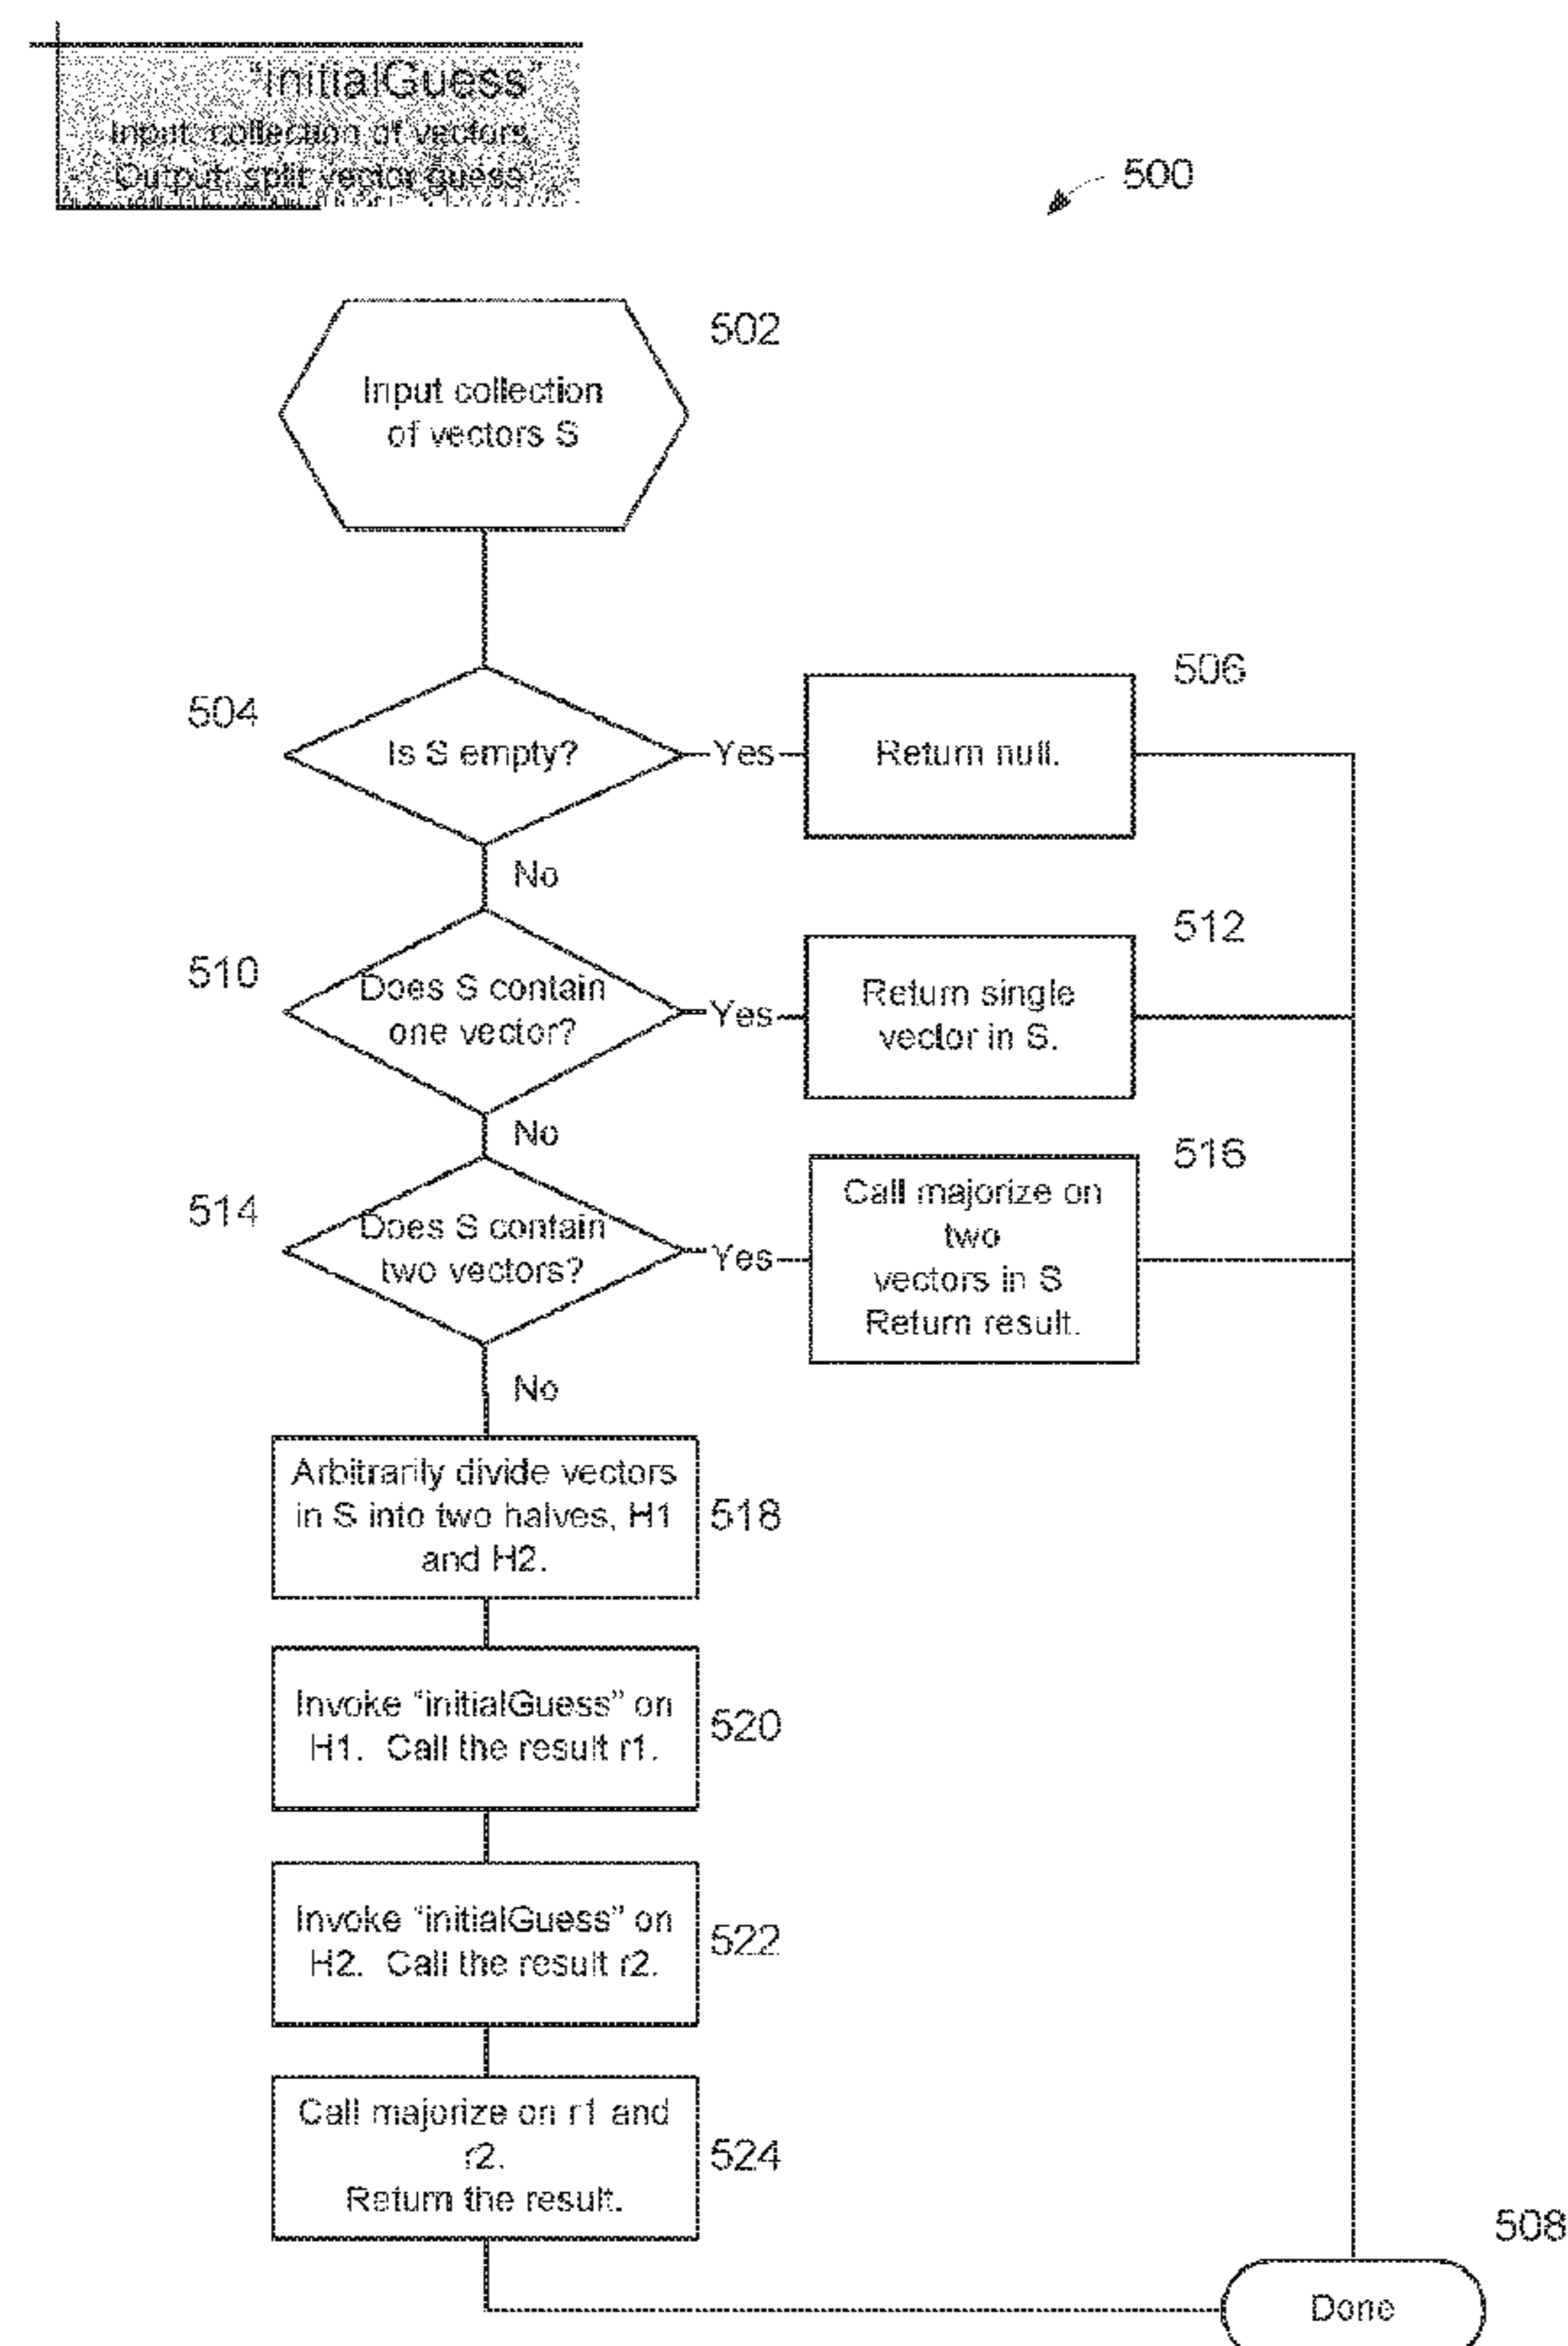 "initialGuess"
Input: collection of vectors
Output: split vector guess
500
502
Input collection
of vectors S
504
Is S empty?
Yes
506
Return null.
No
510
Does S contain
one vector?
Yes
512
Return single
vector in S.
No
514
Does S contain
two vectors?
Yes
516
Call majorize on
two
vectors in S
Return result.
No
Arbitrarily divide vectors
in S into two halves, H1
and H2.
518
Invoke "initialGuess" on
H1. Call the result r1.
520
Invoke "initialGuess" on
H2. Call the result r2.
522
Call majorize on r1 and
r2.
Return the result.
524
508
Done